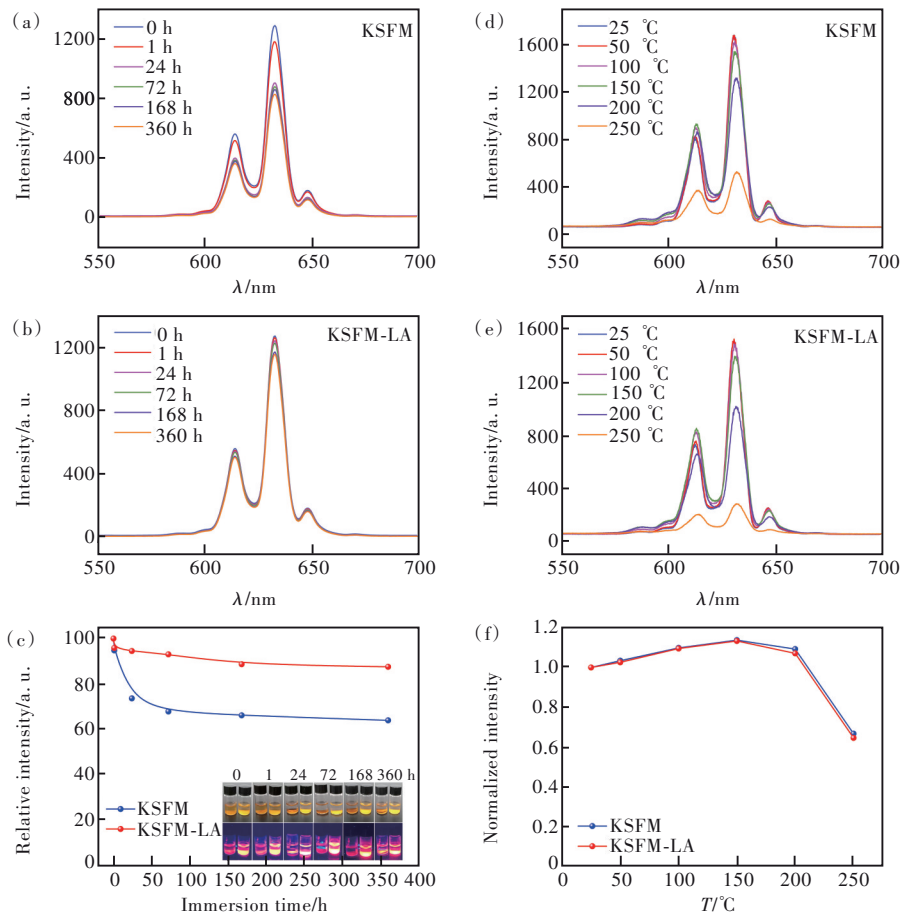 (a)
KSFM
0 h
1 h
24 h
72 h
168 h
360 h
1200
800
400
0
Intensity/a. u.
550
600
650
700
λ/nm
(d)
KSFM
25 ℃
50 ℃
100 ℃
150 ℃
200 ℃
250 ℃
1600
1200
800
400
0
Intensity/a. u.
550
600
650
700
λ/nm
(b)
KSFM-LA
0 h
1 h
24 h
72 h
168 h
360 h
1200
800
400
0
Intensity/a. u.
550
600
650
700
λ/nm
(e)
KSFM-LA
25 ℃
50 ℃
100 ℃
150 ℃
200 ℃
250 ℃
1600
1200
800
400
0
Intensity/a. u.
550
600
650
700
λ/nm
(c)
100
80
60
40
20
0
Relative intensity/a. u.
0 1 24 72 168 360 h
KSFM
KSFM-LA
0 50 100 150 200 250 300 350 400
Immersion time/h
(f)
1.2
1.0
0.8
0.6
0.4
0.2
0
Normalized intensity
KSFM
KSFM-LA
0 50 100 150 200 250
T/℃